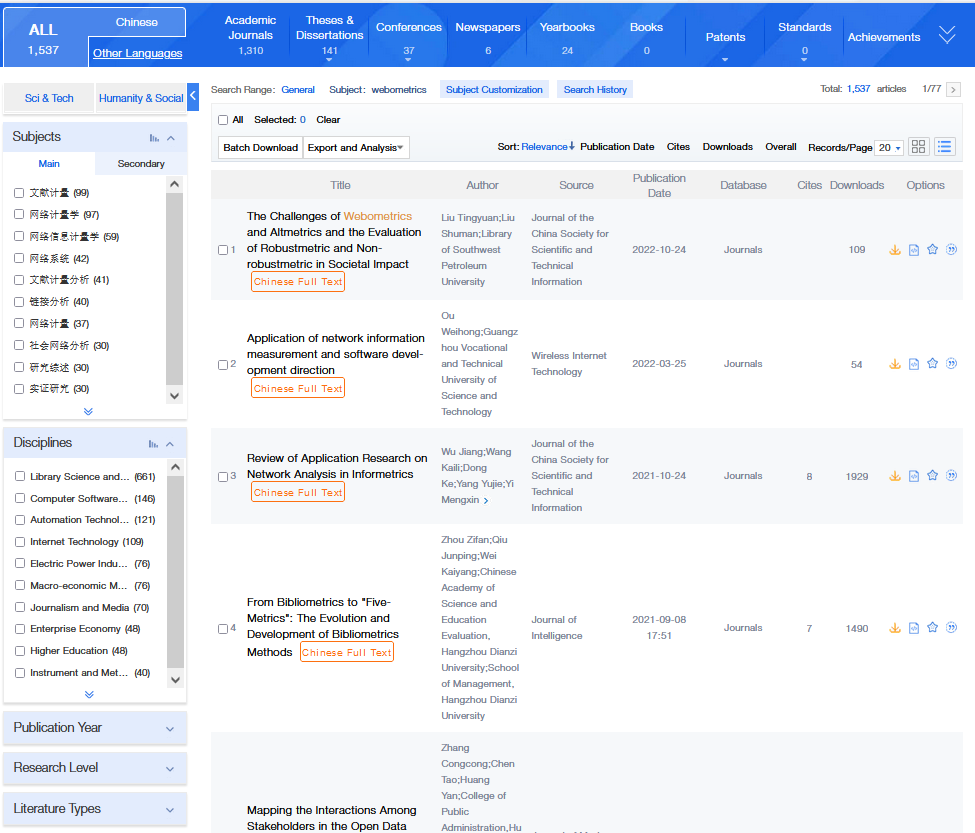 ALL
1,537
Chinese
Other Languages
Academic
Journals
1,310
Theses &
Dissertations
141
Conferences
37
Newspapers
6
Yearbooks
24
Books
0
Patents
Standards
0
Achievements
Sci & Tech
Humanity & Social
Search Range: General Subject: webometrics Subject Customization Search History
Total: 1,537 articles 1/77
Subjects
Main
Secondary
文献计量 (99)
网络计量学 (97)
网络信息计量学 (59)
网络系统 (42)
文献计量分析 (41)
链接分析 (40)
网络计量 (37)
社会网络分析 (30)
研究综述 (30)
实证研究 (30)
Disciplines
Library Science and... (661)
Computer Software... (146)
Automation Technol... (121)
Internet Technology (109)
Electric Power Indu... (76)
Macro-economic M... (76)
Journalism and Media (70)
Enterprise Economy (48)
Higher Education (48)
Instrument and Met... (40)
Publication Year
Research Level
Literature Types
All Selected: 0 Clear
Batch Download
Export and Analysis
Sort: Relevance Publication Date Cites Downloads Overall Records/Page 20
Title
Author
Source
Publication
Date
Database
Cites
Downloads
Options
1
The Challenges of Webometrics
and Altmetrics and the Evaluation
of Robustmetric and Non-
robustmetric in Societal Impact
Chinese Full Text
Liu Tingyuan;Liu
Shuman;Library
of Southwest
Petroleum
University
Journal of the
China Society for
Scientific and
Technical
Information
2022-10-24
Journals
109
2
Application of network information
measurement and software devel-
opment direction
Chinese Full Text
Ou
Weihong;Guangz
hou Vocational
and Technical
University of
Science and
Technology
Wireless Internet
Technology
2022-03-25
Journals
54
3
Review of Application Research on
Network Analysis in Informetrics
Chinese Full Text
Wu Jiang;Wang
Kaili;Dong
Ke;Yang Yujie;Yi
Mengxin
Journal of the
China Society for
Scientific and
Technical
Information
2021-10-24
Journals
8
1929
4
From Bibliometrics to "Five-
Metrics": The Evolution and
Development of Bibliometrics
Methods Chinese Full Text
Zhou Zifan;Qiu
Junping;Wei
Kaiyang;Chinese
Academy of
Science and
Education
Evaluation,
Hangzhou Dianzi
University;School
of Management,
Hangzhou Dianzi
University
Journal of
Intelligence
2021-09-08
17:51
Journals
7
1490
Mapping the Interactions Among
Stakeholders in the Open Data
Zhang
Congcong;Chen
Tao;Huang
Yan;College of
Public
Administration,Hu